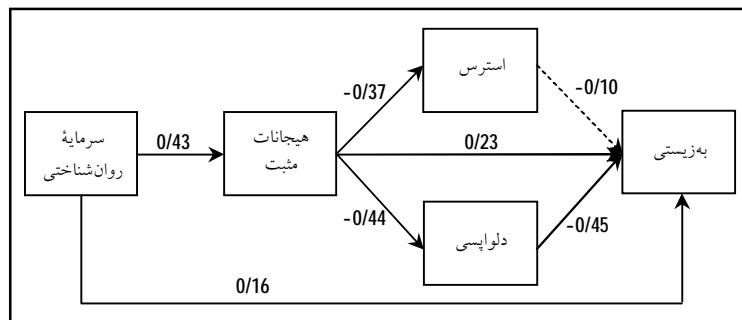 استرس
-0/37
-0/10
سرمایهٔ
روان‌شناختی
0/43
هیجانات
مثبت
0/23
به‌زیستی
-0/44
دلواپسی
-0/45
0/16